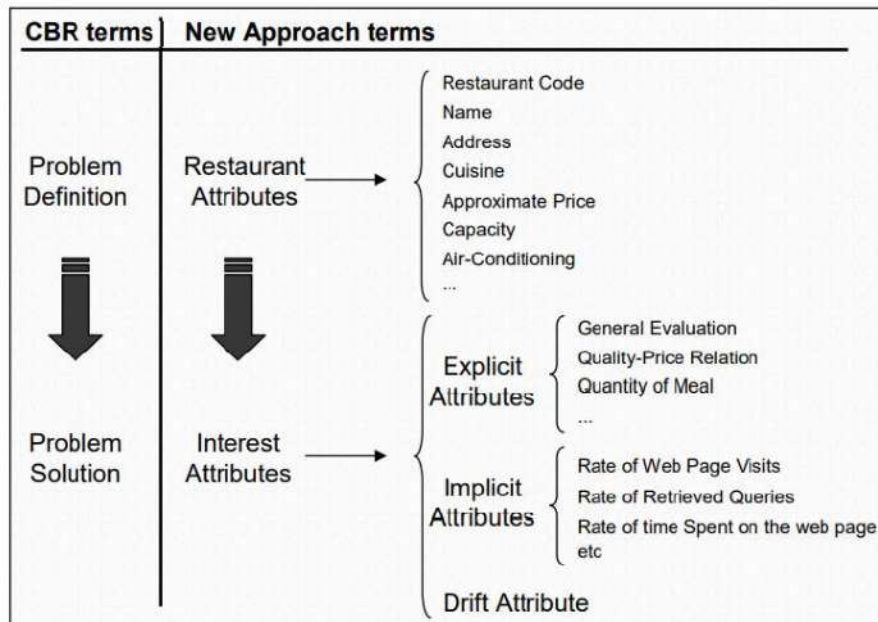 CBR terms
New Approach terms
Problem
Definition
Restaurant
Attributes
Restaurant Code
Name
Address
Cuisine
Approximate Price
Capacity
Air-Conditioning
...
Problem
Solution
Interest
Attributes
Explicit
Attributes
General Evaluation
Quality-Price Relation
Quantity of Meal
...
Implicit
Attributes
Rate of Web Page Visits
Rate of Retrieved Queries
Rate of time Spent on the web page
etc
Drift Attribute